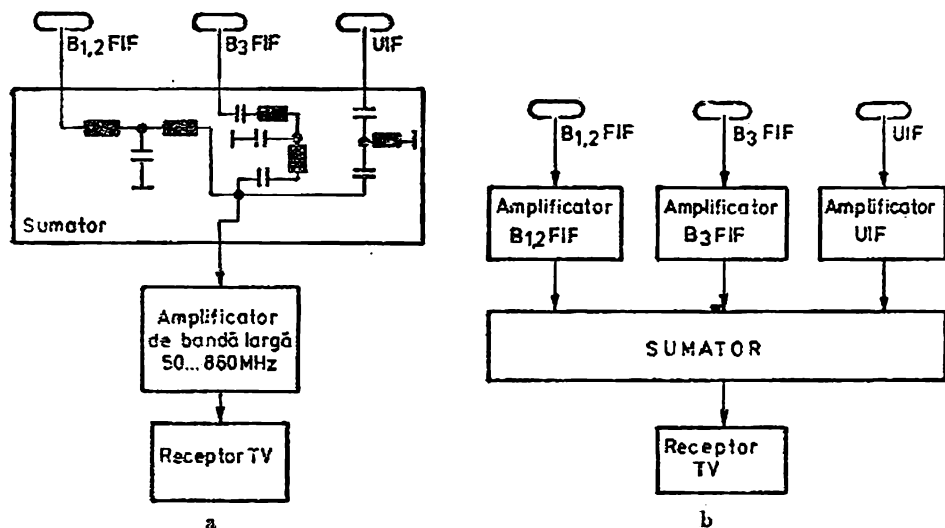 B1,2 FIF
B3 FIF
UIF
Sumator
Amplificator
de bandă largă
50...860MHz
Receptor TV
a
B1,2 FIF
B3 FIF
UIF
Amplificator
B1,2 FIF
Amplificator
B3 FIF
Amplificator
UIF
SUMATOR
Receptor
TV
b